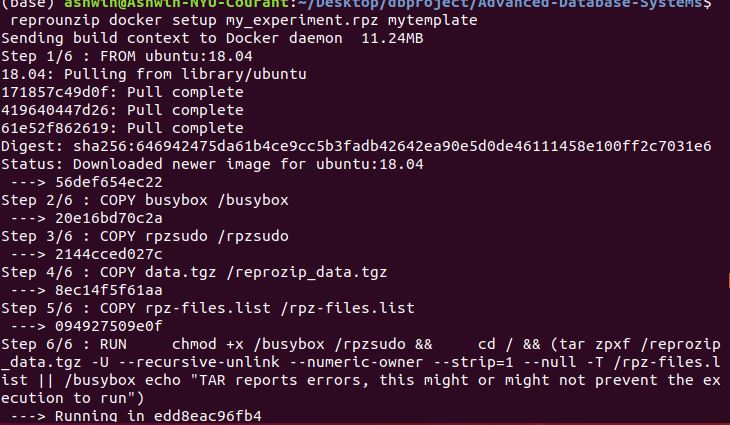 (base) ashwin@Ashwin-NYU-Courant:~/Desktop/dbproject/Advanced-Database-Systems$
reprounzip docker setup my_experiment.rpz mytemplate
Sending build context to Docker daemon  11.24MB
Step 1/6 : FROM ubuntu:18.04
18.04: Pulling from library/ubuntu
171857c49d0f: Pull complete
419640447d26: Pull complete
61e52f862619: Pull complete
Digest: sha256:646942475da61b4ce9cc5b3fadb42642ea90e5d0de46111458e100ff2c7031e6
Status: Downloaded newer image for ubuntu:18.04
 ---> 56def654ec22
Step 2/6 : COPY busybox /busybox
 ---> 20e16bd70c2a
Step 3/6 : COPY rpzsudo /rpzsudo
 ---> 2144cced027c
Step 4/6 : COPY data.tgz /reprozip_data.tgz
 ---> 8ec14f5f61aa
Step 5/6 : COPY rpz-files.list /rpz-files.list
 ---> 094927509e0f
Step 6/6 : RUN     chmod +x /busybox /rpzsudo &&     cd / && (tar zpxf /reprozip
_data.tgz -U --recursive-unlink --numeric-owner --strip=1 --null -T /rpz-files.l
ist || /busybox echo "TAR reports errors, this might or might not prevent the ex
ecution to run")
 ---> Running in edd8eac96fb4